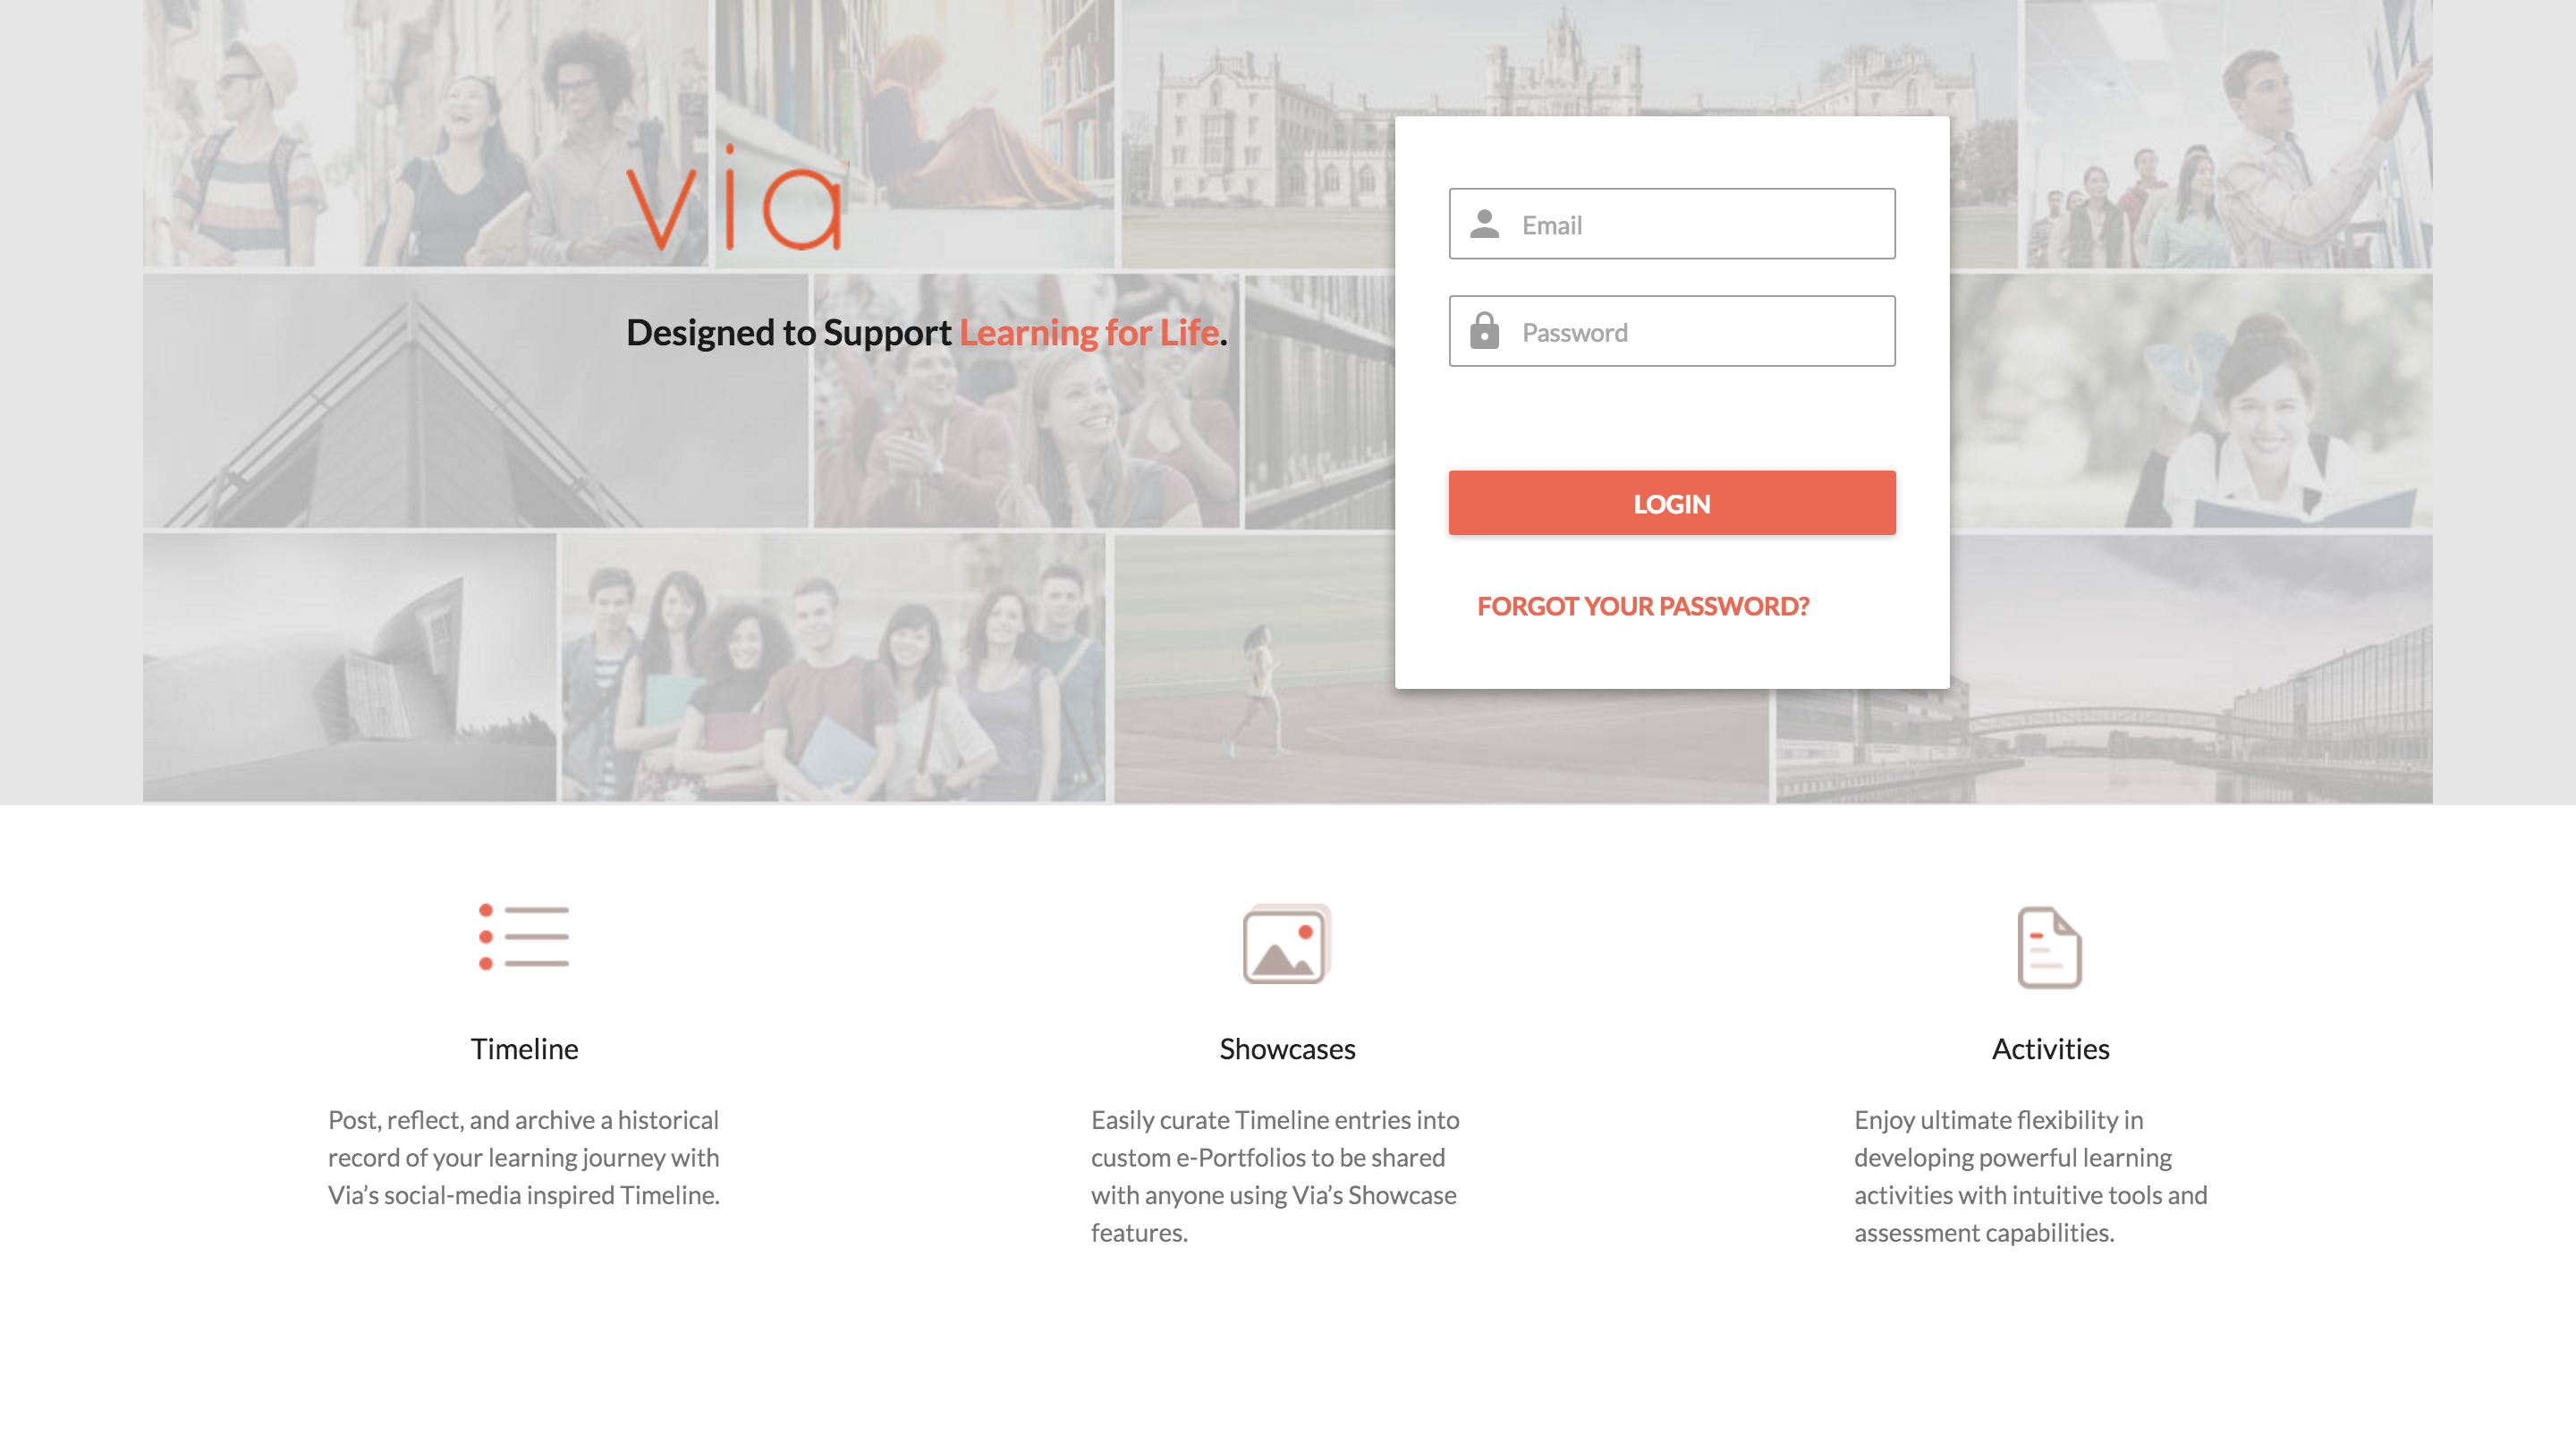 via
Designed to Support Learning for Life.
Email
Password
LOGIN
FORGOT YOUR PASSWORD?
Timeline
Post, reflect, and archive a historical
record of your learning journey with
Via’s social-media inspired Timeline.
Showcases
Easily curate Timeline entries into
custom e-Portfolios to be shared
with anyone using Via’s Showcase
features.
Activities
Enjoy ultimate flexibility in
developing powerful learning
activities with intuitive tools and
assessment capabilities.